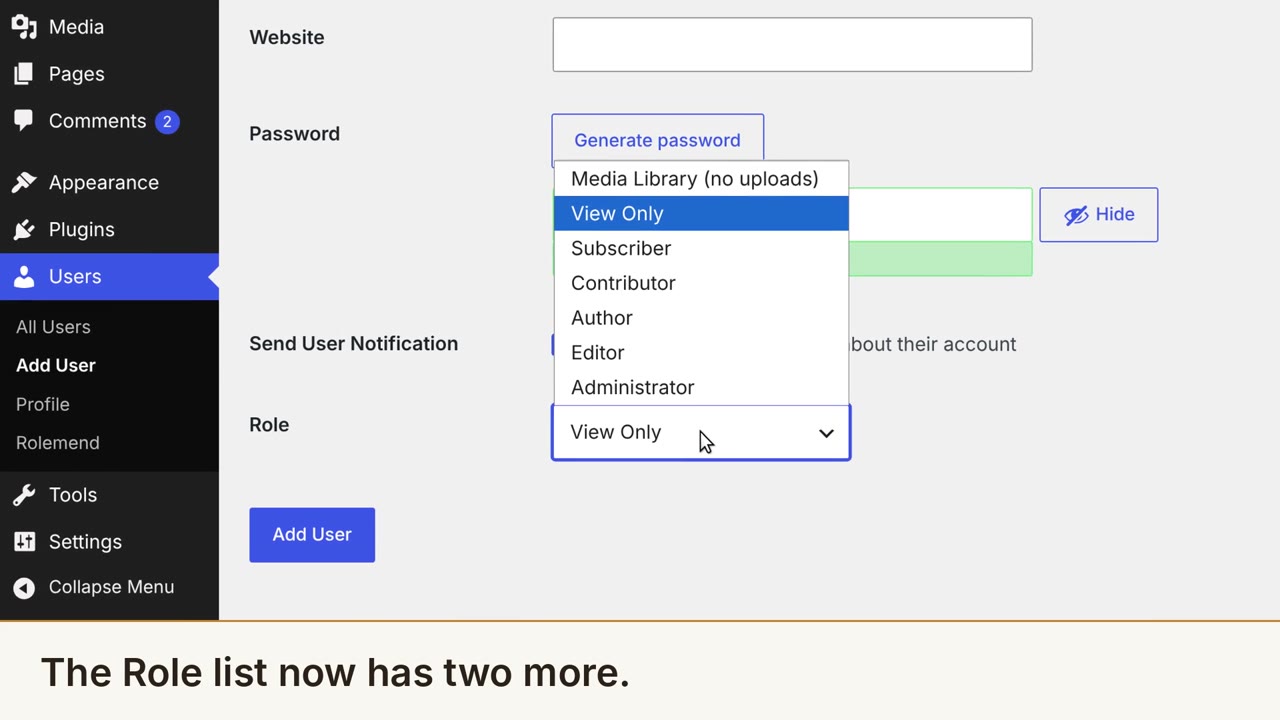 Media
Pages
Comments 2
Appearance
Plugins
Users
All Users
Add User
Profile
Rolemend
Tools
Settings
Collapse Menu
Website
Password
Generate password
Hide
Media Library (no uploads)
View Only
Subscriber
Contributor
Author
Editor
Administrator
Send User Notification
about their account
Role
View Only
Add User
The Role list now has two more.